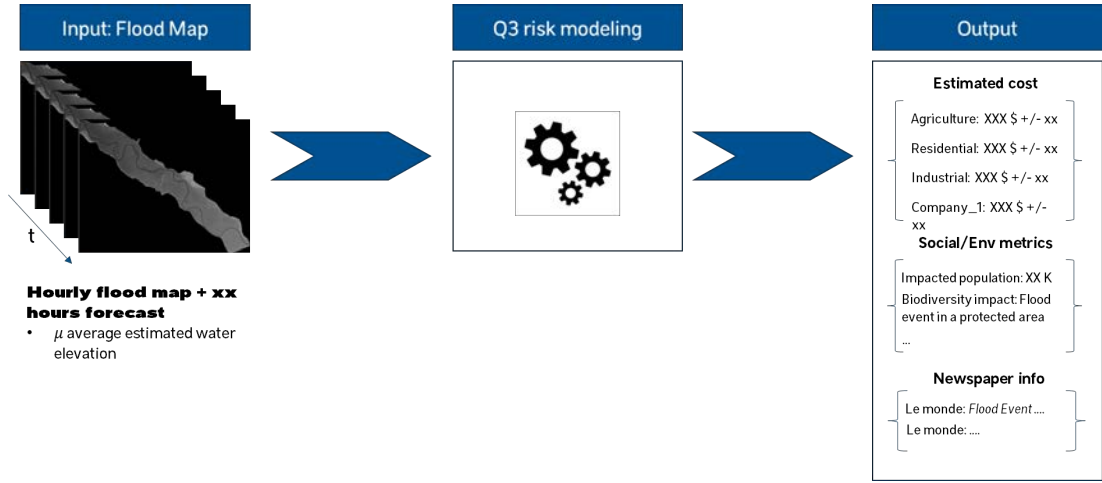 Input: Flood Map
Q3 risk modeling
Output
t
Hourly flood map + xx
hours forecast
• μ average estimated water
elevation
Estimated cost
Agriculture: XXX $ +/- xx
Residential: XXX $ +/- xx
Industrial: XXX $ +/- xx
Company_1: XXX $ +/-
xx
Social/Env metrics
Impacted population: XX K
Biodiversity impact: Flood
event in a protected area
...
Newspaper info
Le monde: Flood Event ....
Le monde: ....